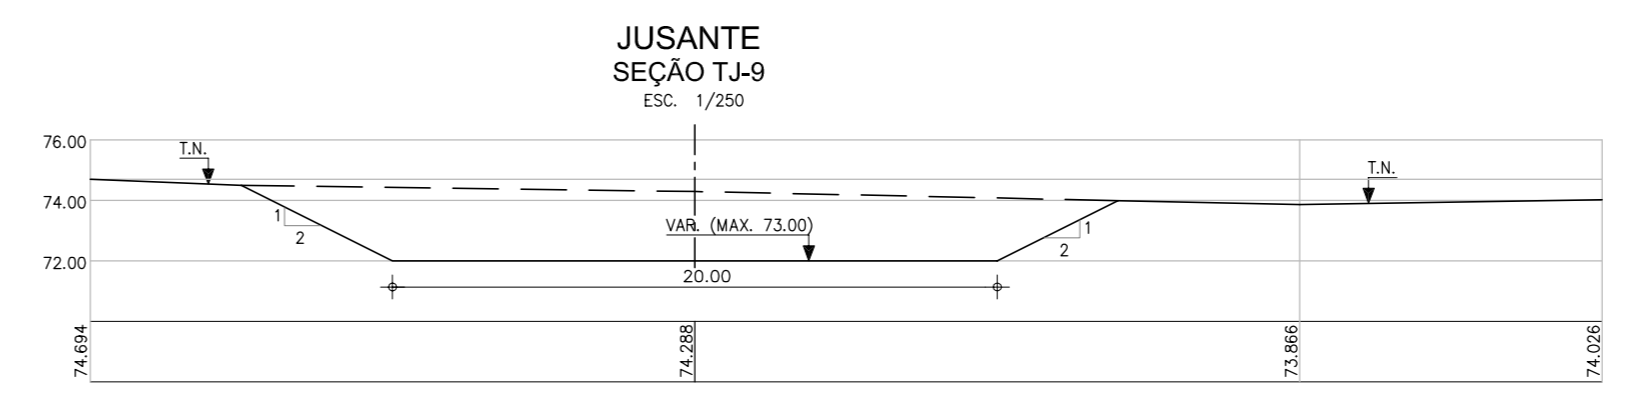 JUSANTE
SEÇÃO TJ-9
ESC. 1/250
76.00
T.N.
T.N.
74.00
1
2
VAR. (MAX. 73.00)
1
2
72.00
20.00
74.694
74.288
73.866
74.026